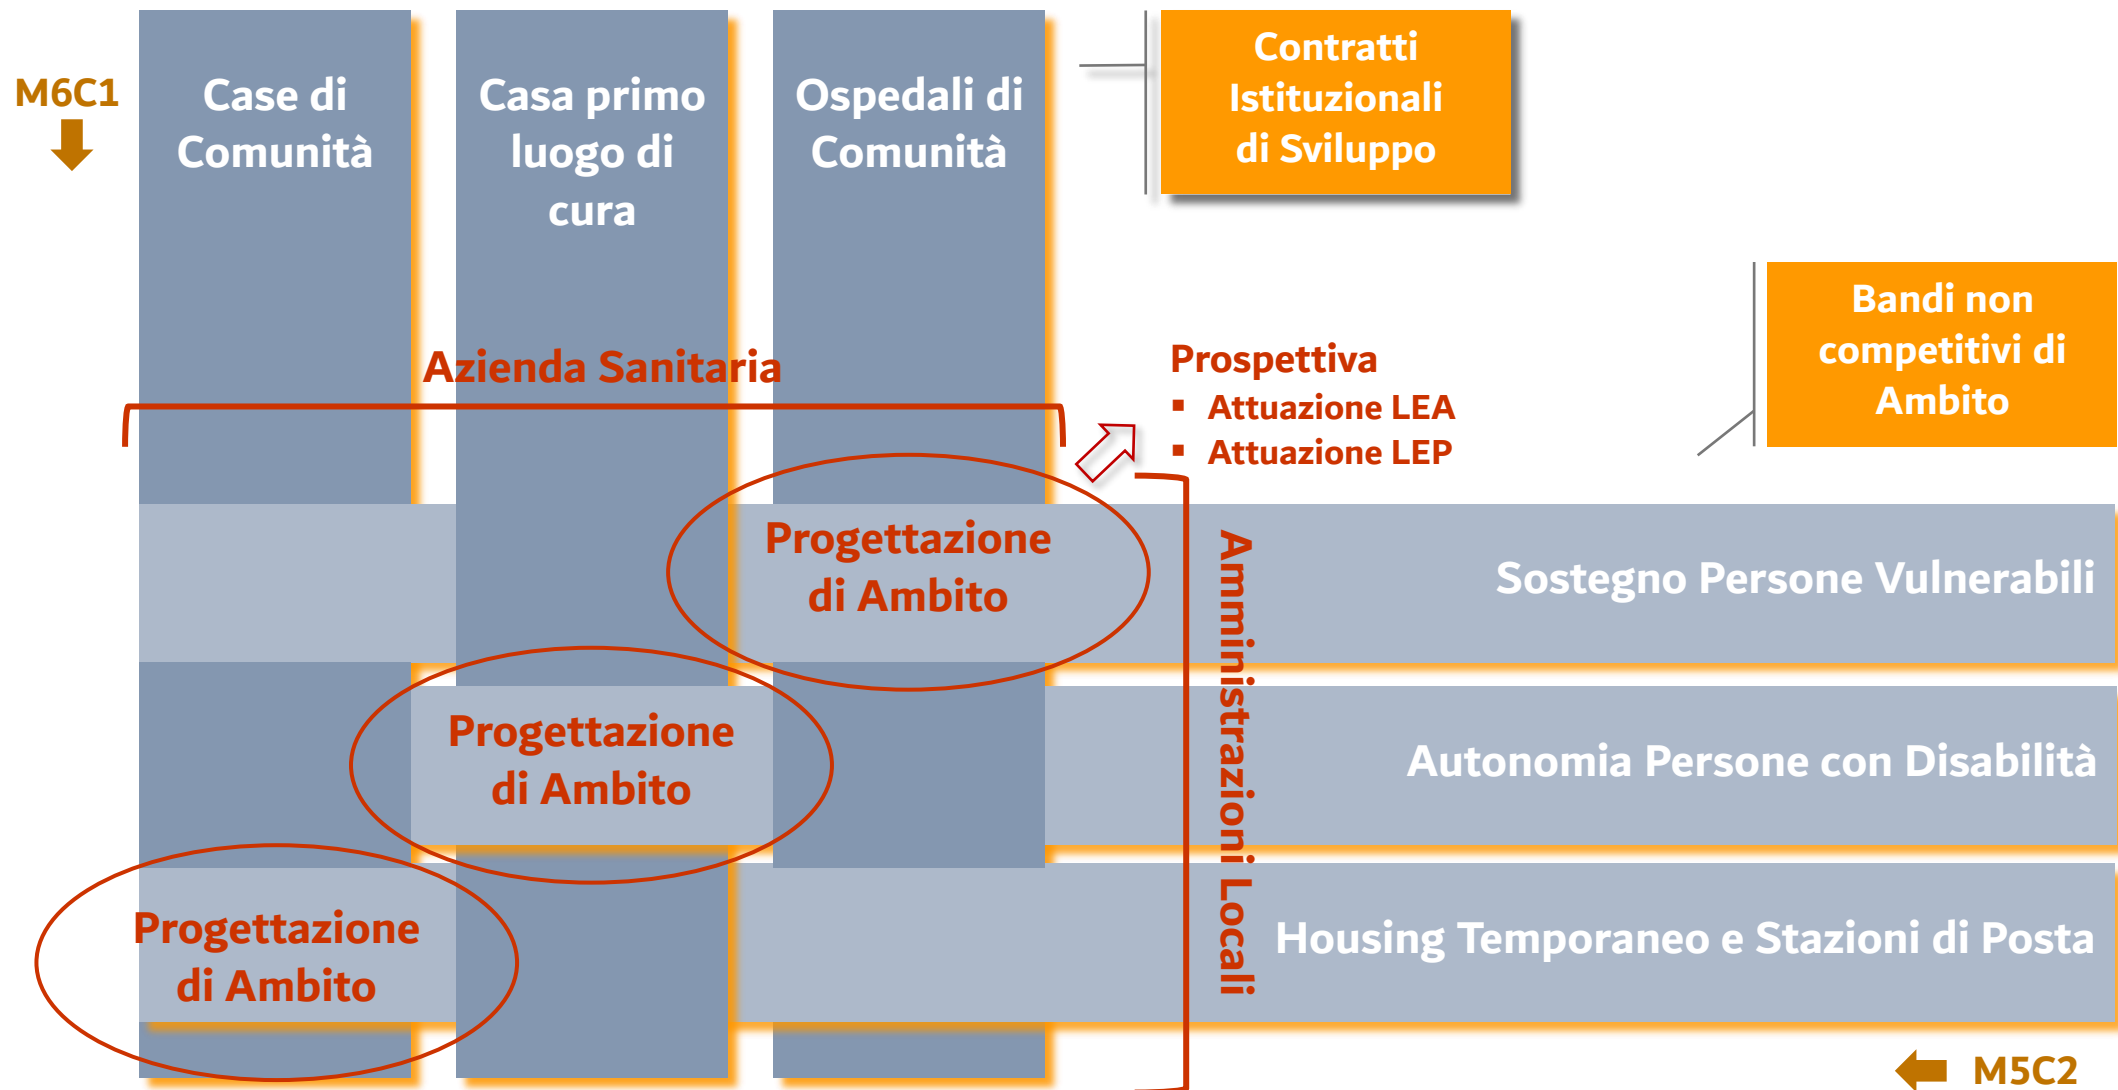 M6C1
Case di
Comunità
Casa primo
luogo di
cura
Ospedali di
Comunità
Contratti
Istituzionali
di Sviluppo
Bandi non
competitivi di
Ambito
Azienda Sanitaria
Prospettiva
▪ Attuazione LEA
▪ Attuazione LEP
Amministrazioni Locali
Progettazione
di Ambito
Sostegno Persone Vulnerabili
Progettazione
di Ambito
Autonomia Persone con Disabilità
Progettazione
di Ambito
Housing Temporaneo e Stazioni di Posta
M5C2